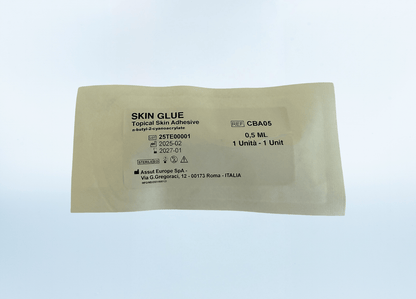 SKIN GLUE
Topical Skin Adhesive
n-butyl-2-cyanoacrylate
REF CBA05
0,5 ML
1 Unità - 1 Unit
LOT 25TE00001
2025-02
2027-01
STERILE
Assut Europe SpA -
Via G.Gregoraci, 12 - 00173 Roma - ITALIA